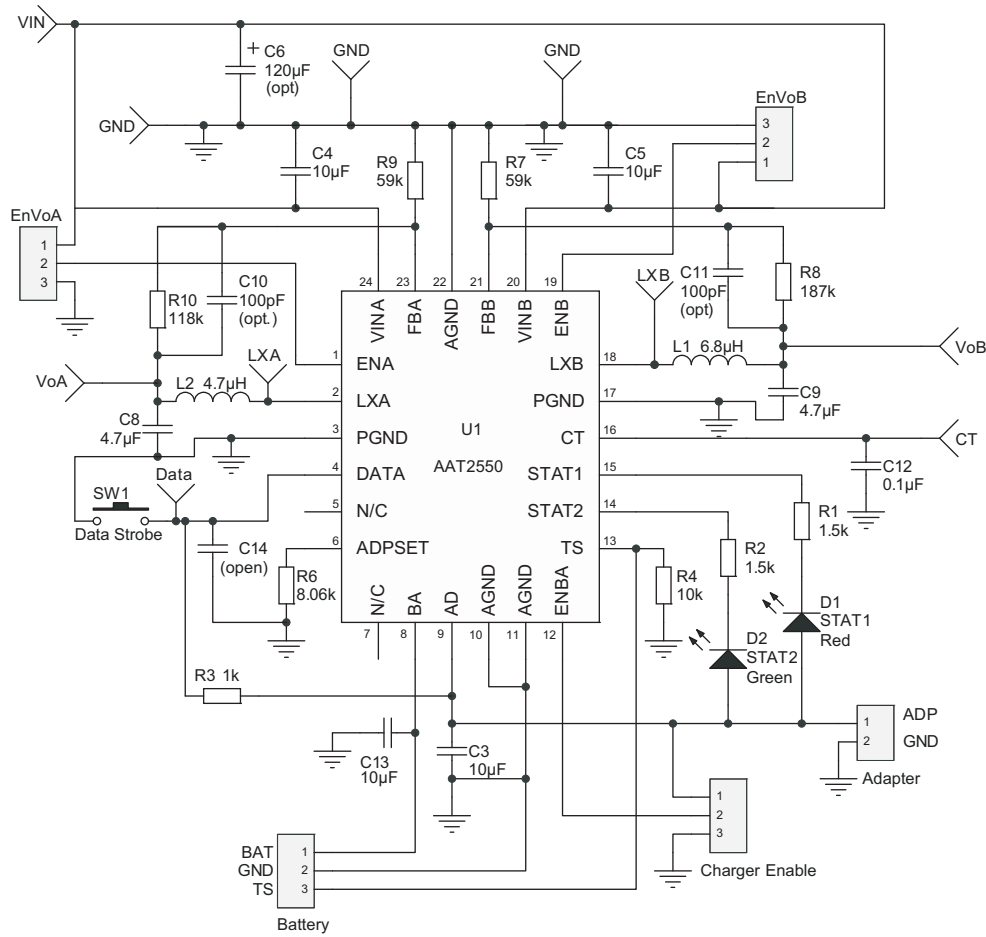 VIN
C6
120µF
(opt)
GND
GND
GND
EnVoB
3
2
1
C4
10µF
R9
59k
R7
59k
C5
10µF
EnVoA
1
2
3
24
23
22
21
20
19
VINA
FBA
AGND
FBB
VINB
ENB
R10
118k
C10
100pF
(opt.)
LXB
C11
100pF
(opt)
R8
187k
VoA
L2 4.7µH
LXA
1
ENA
2
LXA
3
PGND
4
DATA
5
N/C
6
ADPSET
U1
AAT2550
LXB
18
PGND
17
CT
16
STAT1
15
STAT2
14
TS
13
L1 6.8µH
VoB
C9
4.7µF
C8
4.7µF
CT
C12
0.1µF
Data
SW1
Data Strobe
C14
(open)
R6
8.06k
R1
1.5k
R2
1.5k
R4
10k
N/C
BA
AD
AGND
AGND
ENBA
7
8
9
10
11
12
D1
STAT1
Red
D2
STAT2
Green
R3 1k
C13
10µF
C3
10µF
1
2
ADP
GND
Adapter
1
2
3
Charger Enable
BAT
GND
TS
1
2
3
Battery